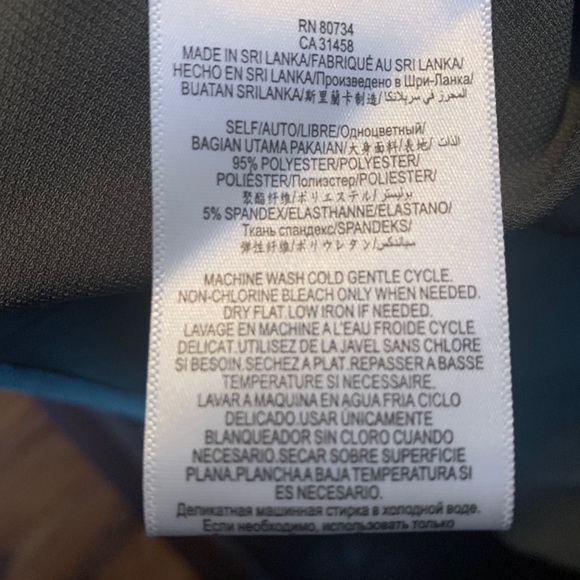 RN 80734
CA 31458
MADE IN SRI LANKA/FABRIQUÉ AU SRI LANKA/
HECHO EN SRI LANKA/Произведено в Шри-Ланка/
BUATAN SRILANKA/斯里蘭卡制造/
SELF/AUTO/LIBRE/Одноцветный/
BAGIAN UTAMA PAKAIAN/大身面料/表地/ الذات
95% POLYESTER/POLYESTER/
POLIÉSTER/Полиэстер/POLIESTER/
聚酯纤维/ポリエステル/بوليستر
5% SPANDEX/ELASTHANNE/ELASTANO/
Ткань спандекс/SPANDEKS/
弹性纤维/ポリウレタン/سباندكس
MACHINE WASH COLD GENTLE CYCLE.
NON-CHLORINE BLEACH ONLY WHEN NEEDED.
DRY FLAT.LOW IRON IF NEEDED.
LAVAGE EN MACHINE A L'EAU FROIDE CYCLE
DELICAT.UTILISEZ DE LA JAVEL SANS CHLORE
SI BESOIN.SECHEZ A PLAT.REPASSER A BASSE
TEMPERATURE SI NECESSAIRE.
LAVAR A MAQUINA EN AGUA FRIA CICLO
DELICADO.USAR ÚNICAMENTE
BLANQUEADOR SIN CLORO CUANDO
NECESARIO.SECAR SOBRE SUPERFICIE
PLANA.PLANCHA A BAJA TEMPERATURA SI
ES NECESARIO.
Деликатная машинная стирка в холодной воде.
Если необходимо, использовать только